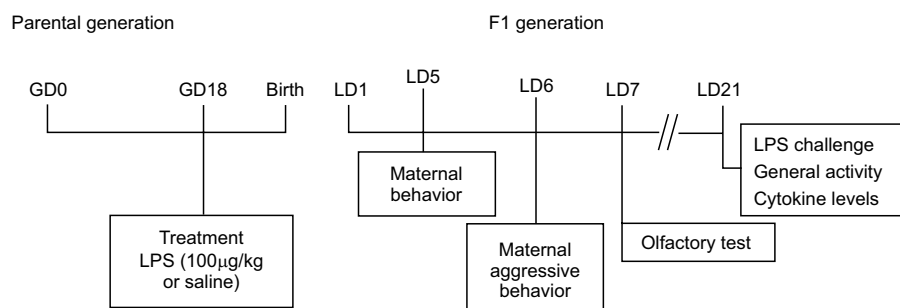 Parental generation
F1 generation
GD0
GD18
Birth
LD1
LD5
LD6
LD7
LD21
LPS challenge
General activity
Cytokine levels
Maternal
behavior
Treatment
LPS (100µg/kg
or saline)
Maternal
aggressive
behavior
Olfactory test